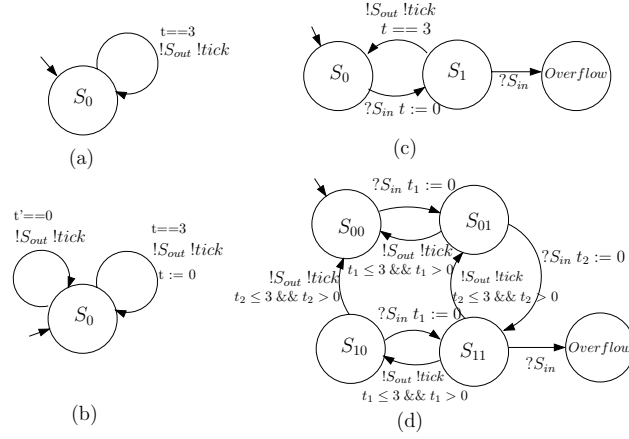 t==3
!S_out !tick
S_0
(a)
!S_out !tick
t == 3
S_0
S_1
?S_in
Overflow
?S_in t := 0
(c)
t'==0
!S_out !tick
t==3
!S_out !tick
t := 0
S_0
(b)
?S_in t_1 := 0
S_00
S_01
!S_out !tick
t_1 ≤ 3 && t_1 > 0
?S_in t_2 := 0
!S_out !tick
t_2 ≤ 3 && t_2 > 0
!S_out !tick
t_2 ≤ 3 && t_2 > 0
?S_in t_1 := 0
S_10
S_11
Overflow
?S_in
!S_out !tick
t_1 ≤ 3 && t_1 > 0
(d)